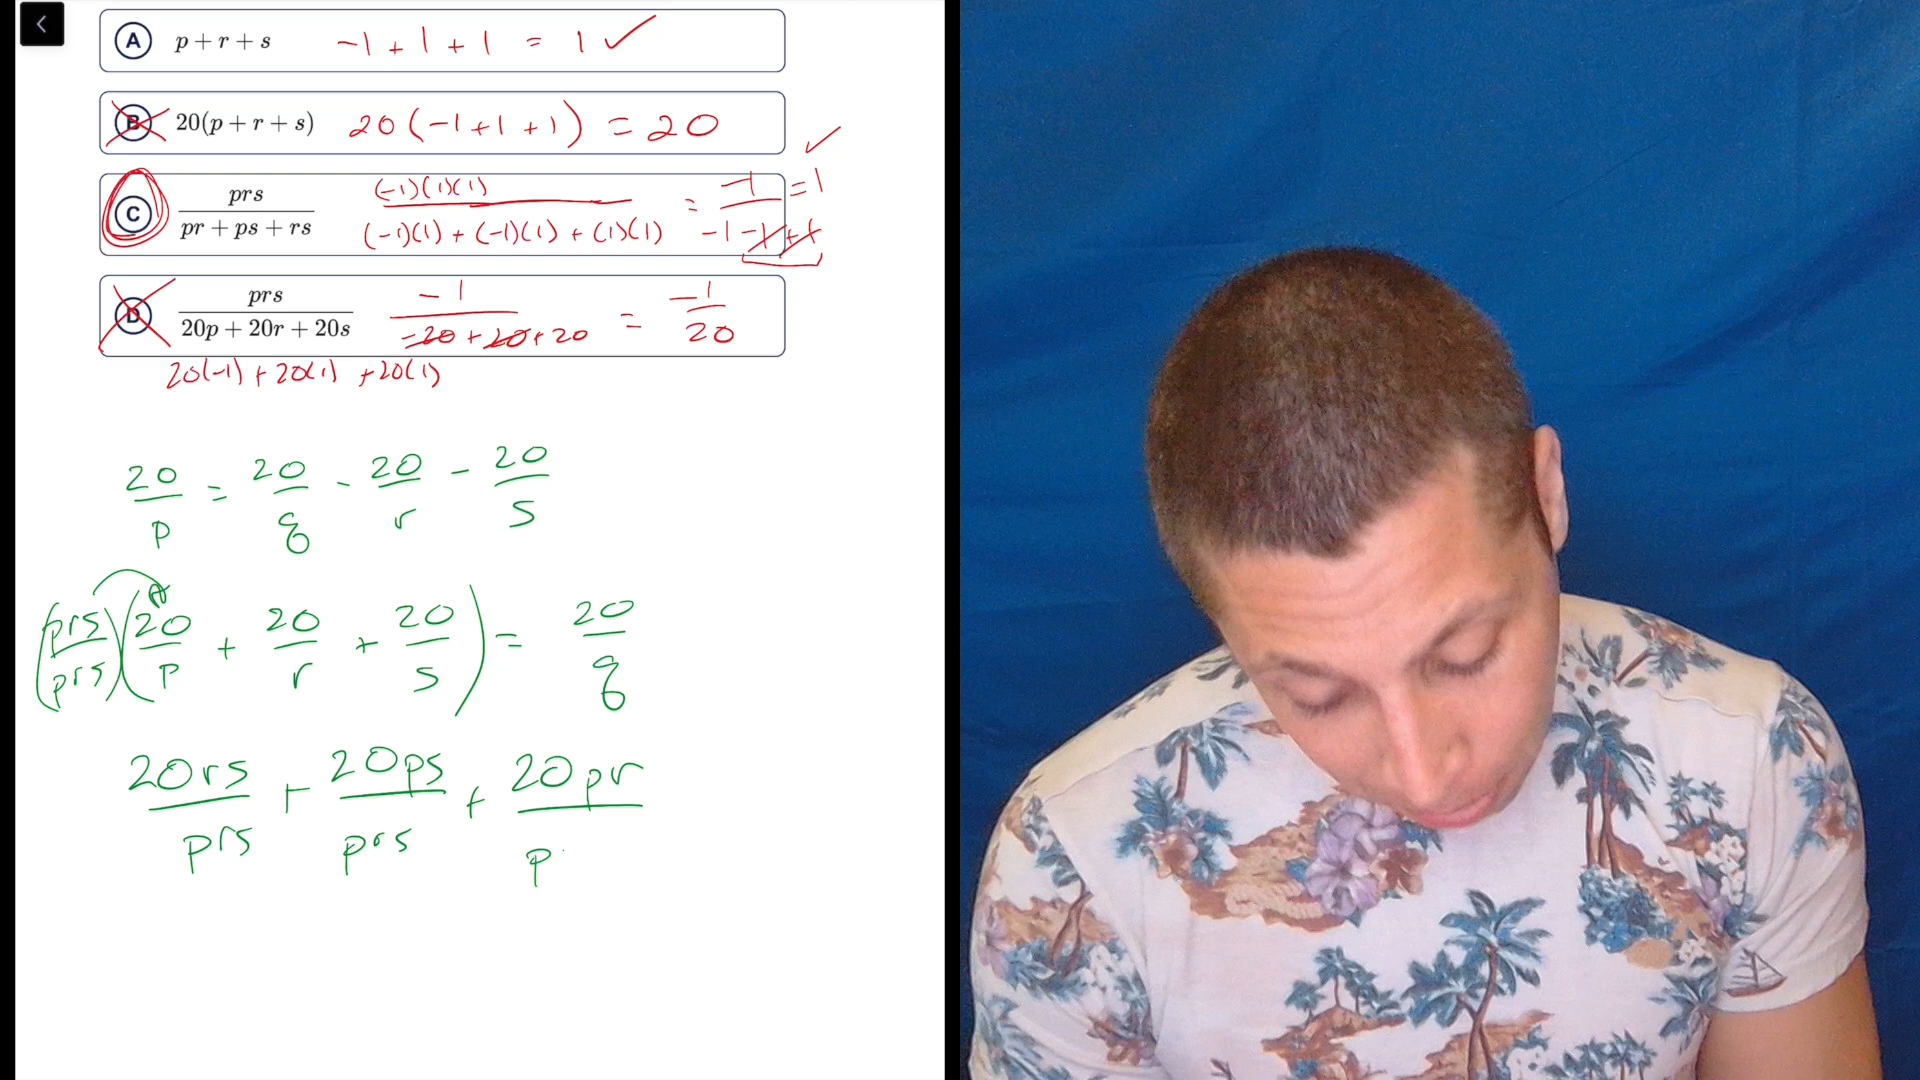 A p + r + s -1 + 1 + 1 = 1 ✓
B 20(p + r + s) 20(-1+1+1) = 20
C prs / pr + ps + rs (-1)(1)(1) / (-1)(1) + (-1)(1) + (1)(1) = -1 / -1 -1 + 1 = 1 ✓
D prs / 20p + 20r + 20s -1 / -20 + 20 + 20 = -1 / 20
20(-1) + 20(1) + 20(1)
20/p = 20/q - 20/r - 20/s
(prs/prs)(20/p + 20/r + 20/s) = 20/q
20rs/prs + 20ps/prs + 20pr/p